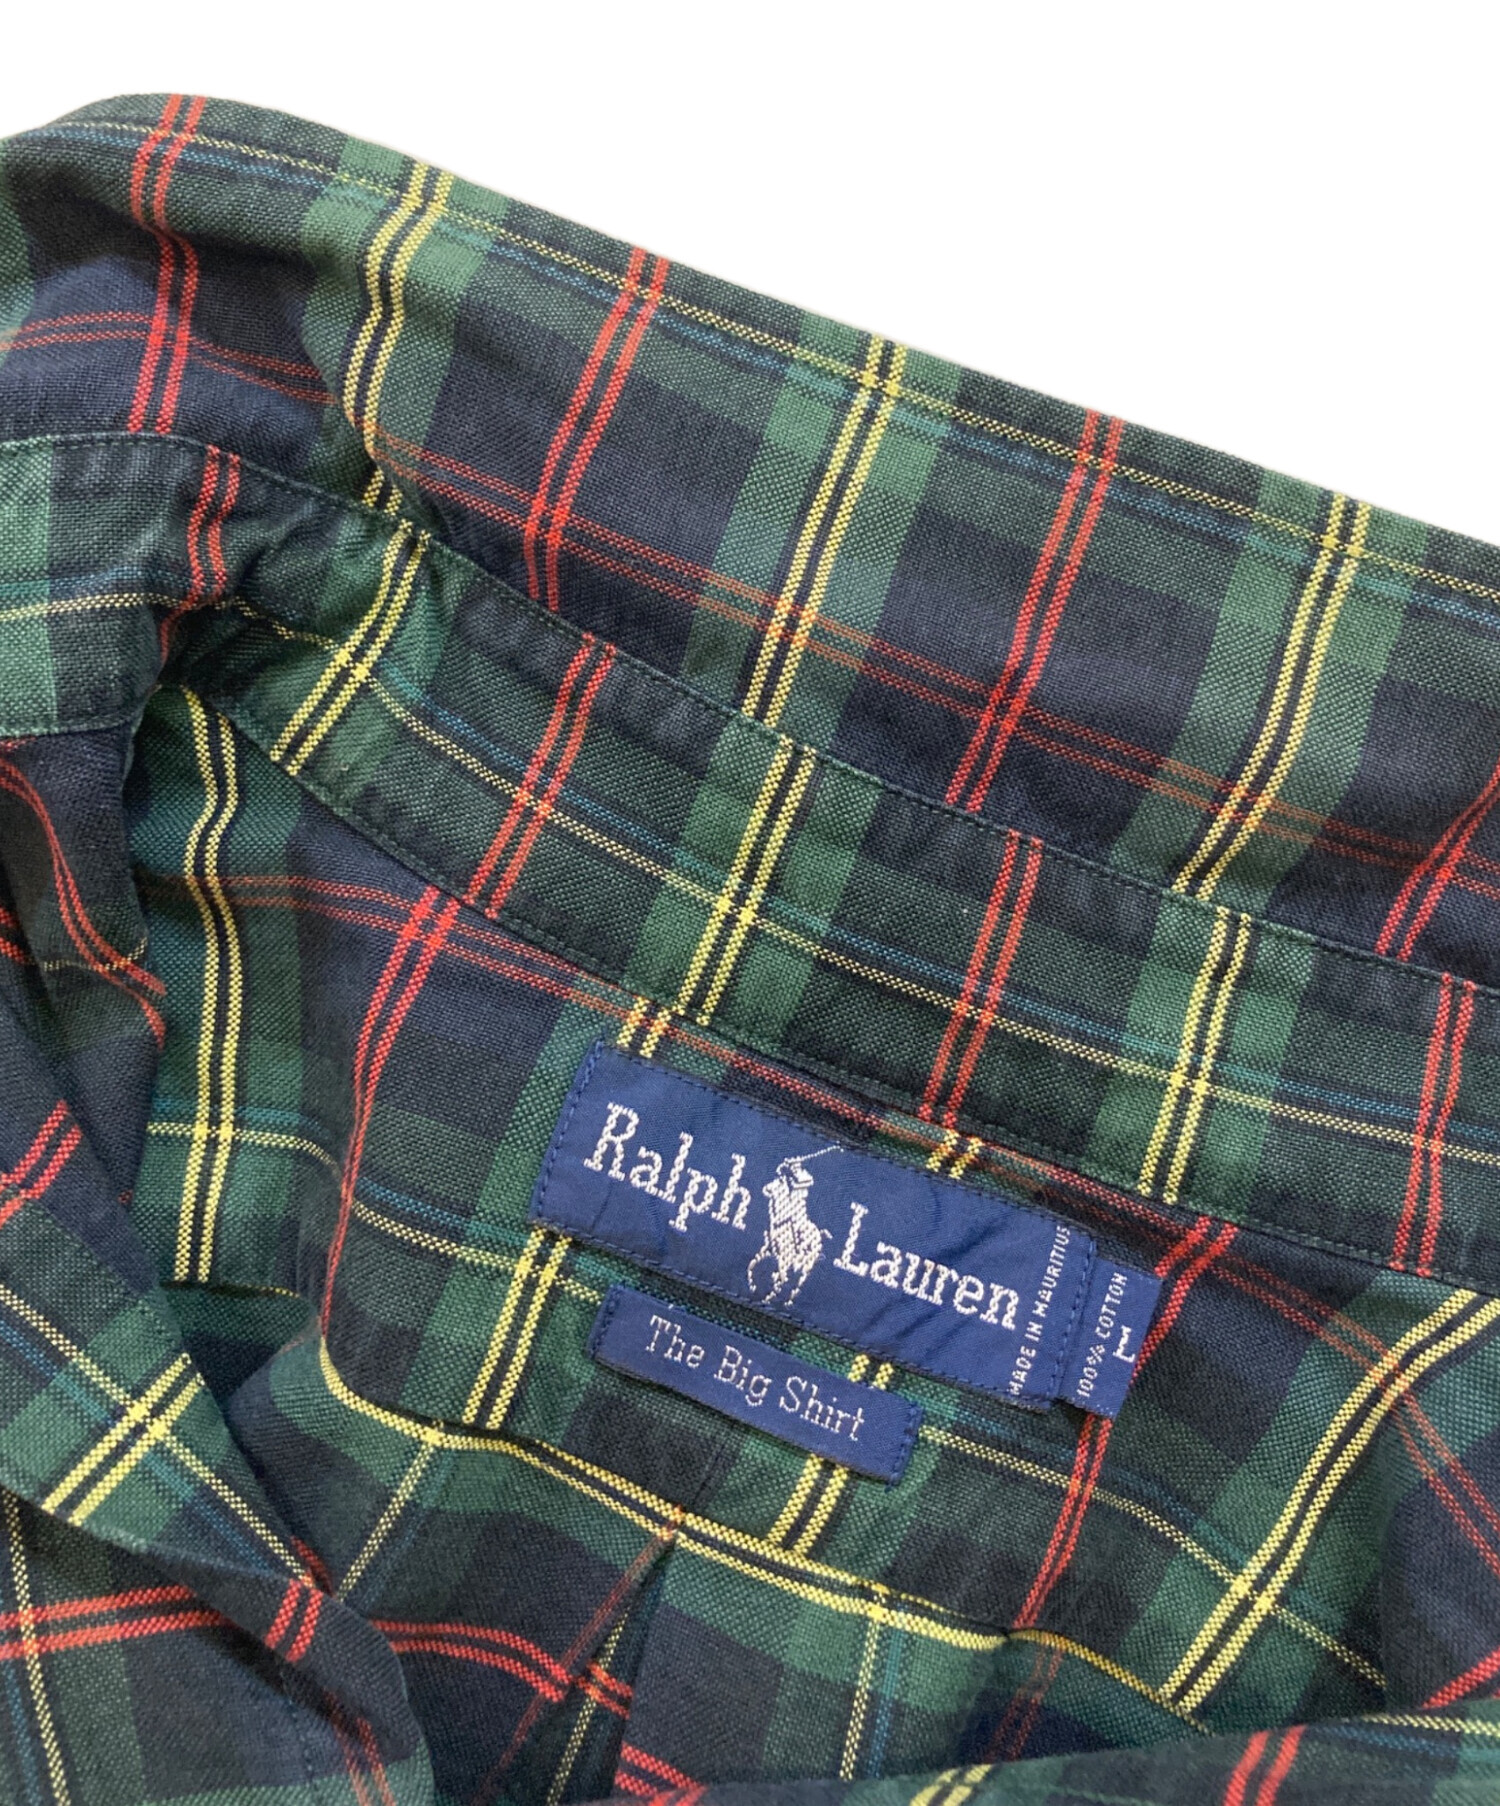 Ralph Lauren
MADE IN MAURITIUS
100% COTTON
L
The Big Shirt